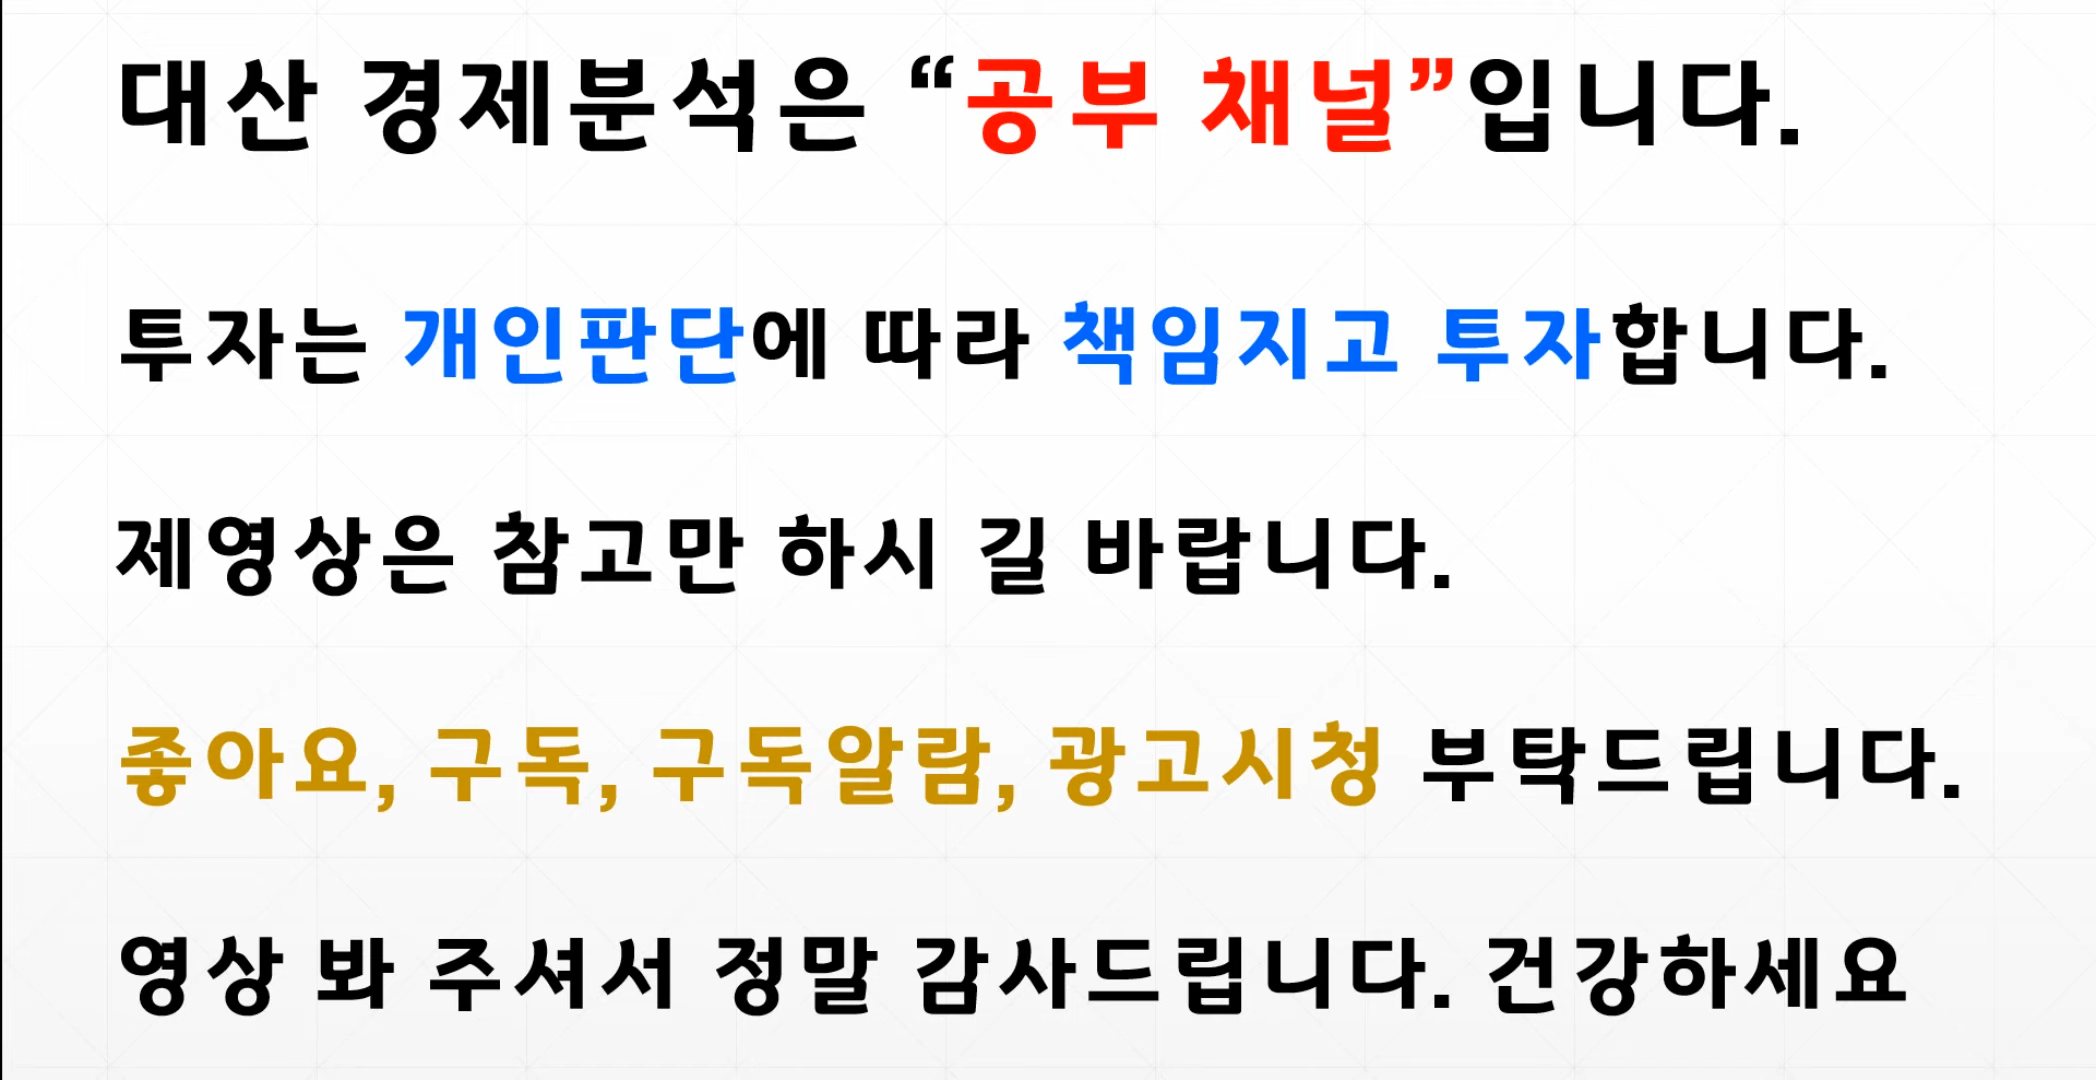 대산 경제분석은 “공부 채널”입니다.
투자는 개인판단에 따라 책임지고 투자합니다.
제영상은 참고만 하시 길 바랍니다.
좋아요, 구독, 구독알람, 광고시청 부탁드립니다.
영상 봐 주셔서 정말 감사드립니다. 건강하세요